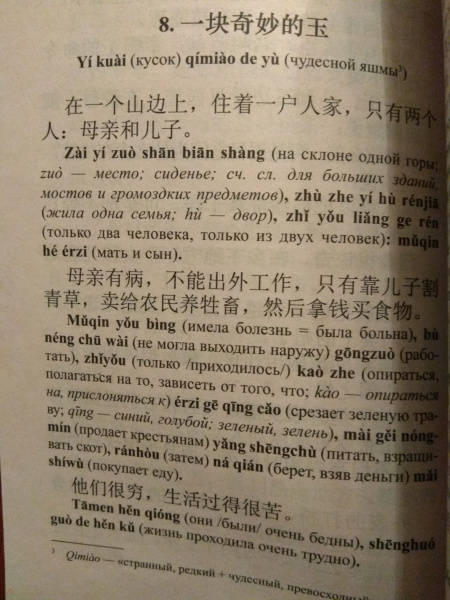 8. 一块奇妙的玉
Yí kuài (кусок) qímiào de yù (чудесной яшмы³)
在一个山边上，住着一户人家，只有两个
人：母亲和儿子。
Zài yí zuò shān biān shàng (на склоне одной горы;
zuò — место; сиденье; сч. сл. для больших зданий,
мостов и громоздких предметов), zhù zhe yí hù rénjiā
(жила одна семья; hù — двор), zhǐ yǒu liǎng ge rén
(только два человека, только из двух человек): mǔqin
hé érzi (мать и сын).
母亲有病，不能出外工作，只有靠儿子割
青草，卖给农民养牲畜，然后拿钱买食物。
Mǔqin yǒu bìng (имела болезнь = была больна), bù
néng chū wài (не могла выходить наружу) gōngzuò (рабо-
тать), zhǐyǒu (только /приходилось/) kaò zhe (опираться,
полагаться на то, зависеть от того, что; kào — опираться
на, прислоняться к) érzi gē qīng cǎo (срезает зеленую тра-
ву; qīng — синий, голубой; зеленый, зелень), mài gěi nóng-
mín (продает крестьянам) yǎng shēngchù (питать, взращи-
вать скот), ránhòu (затем) ná qián (берет, взяв деньги) mǎi
shíwù (покупает еду).
他们很穷，生活过得很苦。
Tāmen hěn qióng (они /были/ очень бедны), shēnghuó
guò de hěn kǔ (жизнь проходила очень трудно).
³ Qímiào — «странный, редкий + чудесный, превосходный»